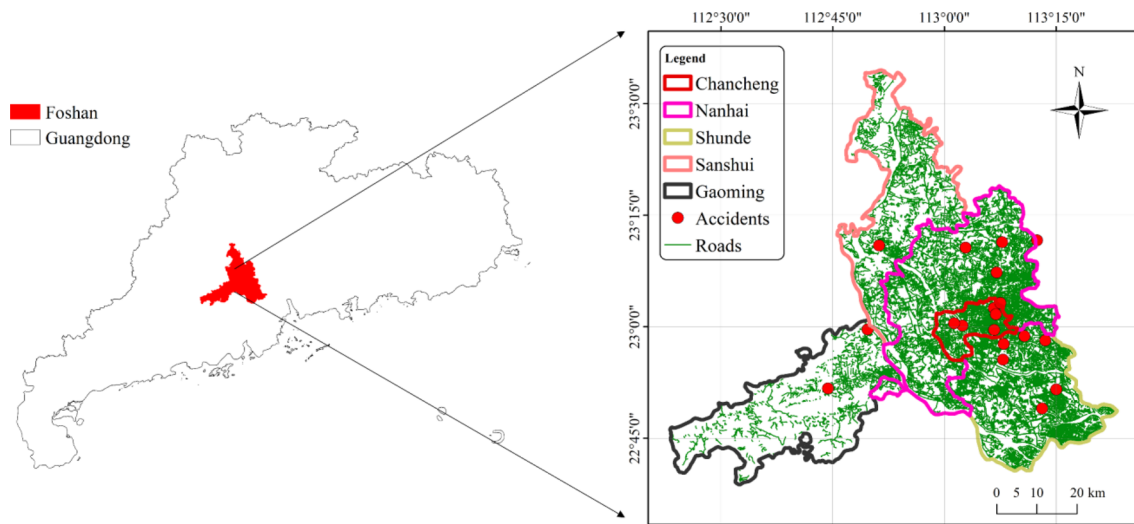 Foshan
Guangdong
112°30'0"
112°45'0"
113°0'0"
113°15'0"
Legend
Chancheng
Nanhai
Shunde
Sanshui
Gaoming
Accidents
Roads
N
23°30'0"
23°15'0"
23°0'0"
22°45'0"
0 5 10 20 km